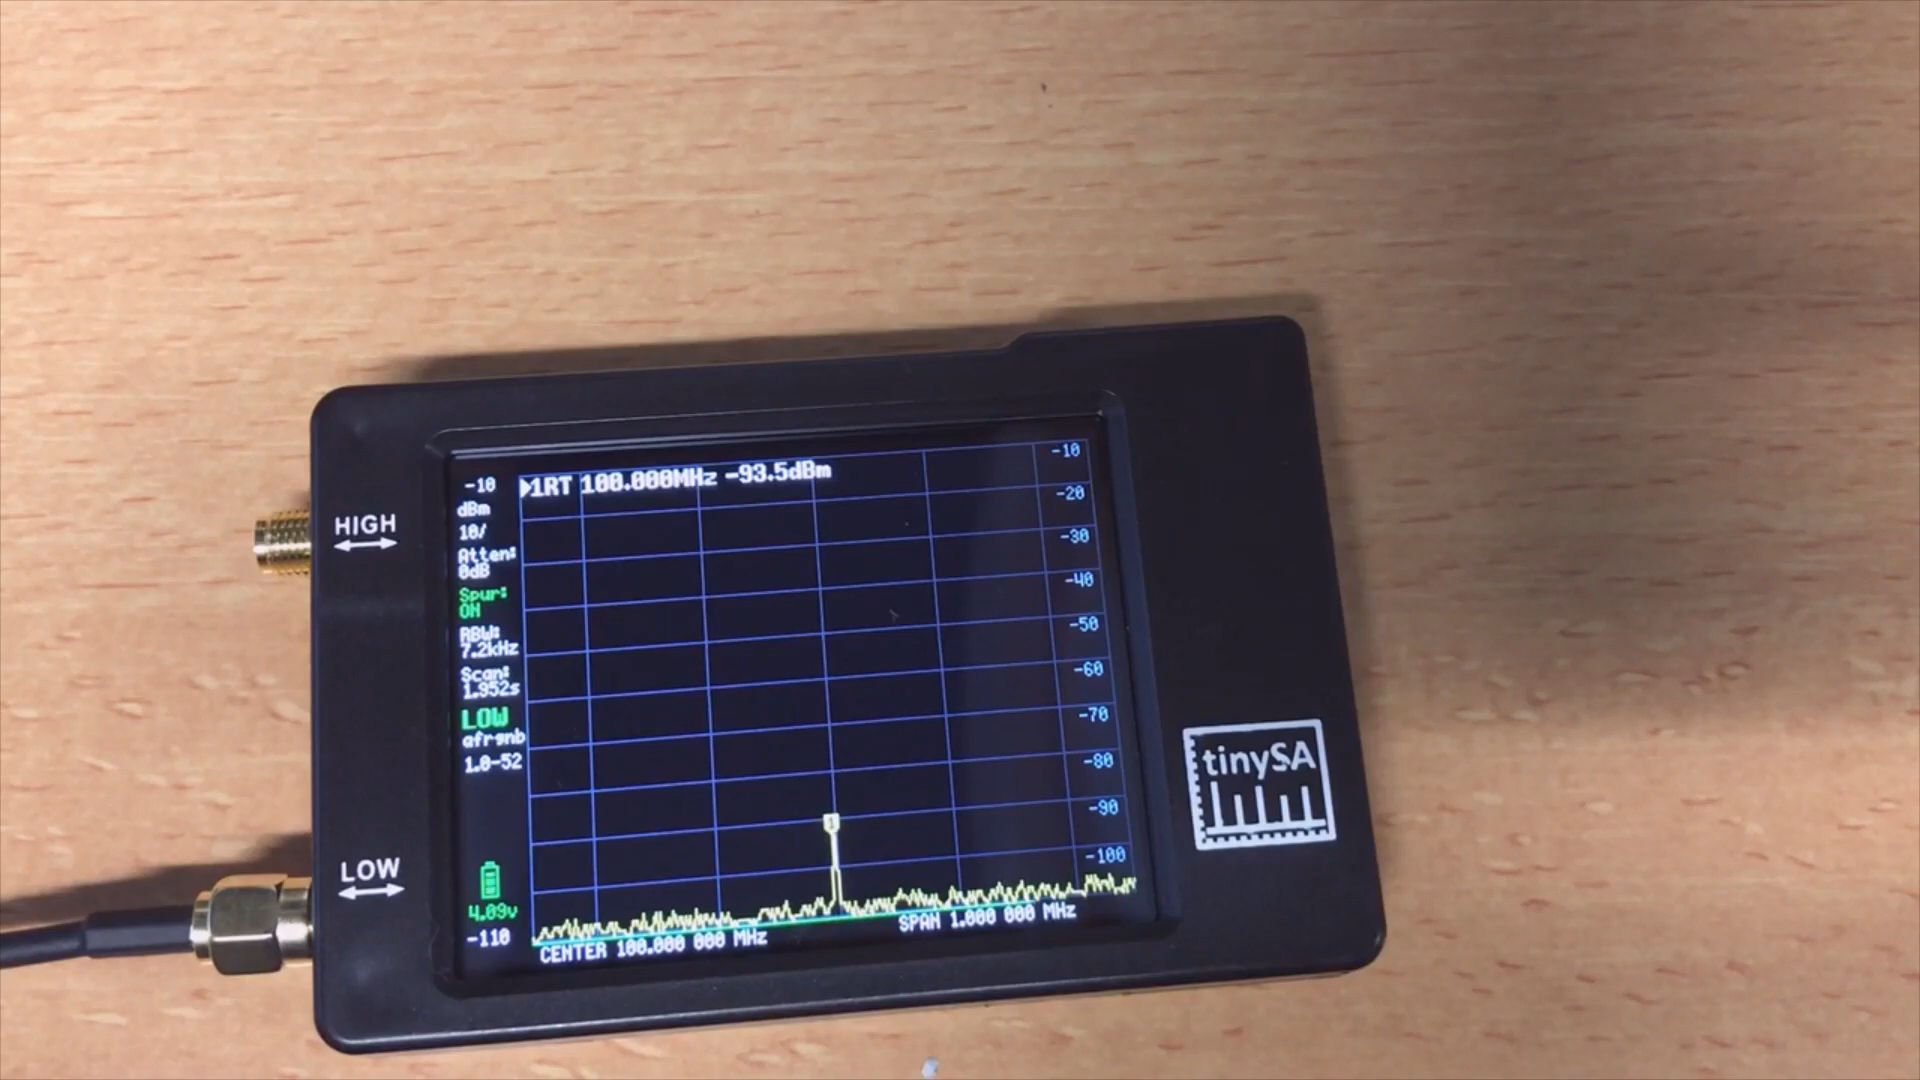 HIGH
LOW
-10
dBm
10/
Atten:
0dB
Spur:
ON
RBW:
7.2kHz
Scan:
1.952s
LOW
afrgnb
1.0-52
4.09v
-110
1RT 100.000MHz -93.5dBm
-10
-20
-30
-40
-50
-60
-70
-80
-90
-100
1
CENTER 100.000 000 MHz
SPAN 1.000 000 MHz
tinySA